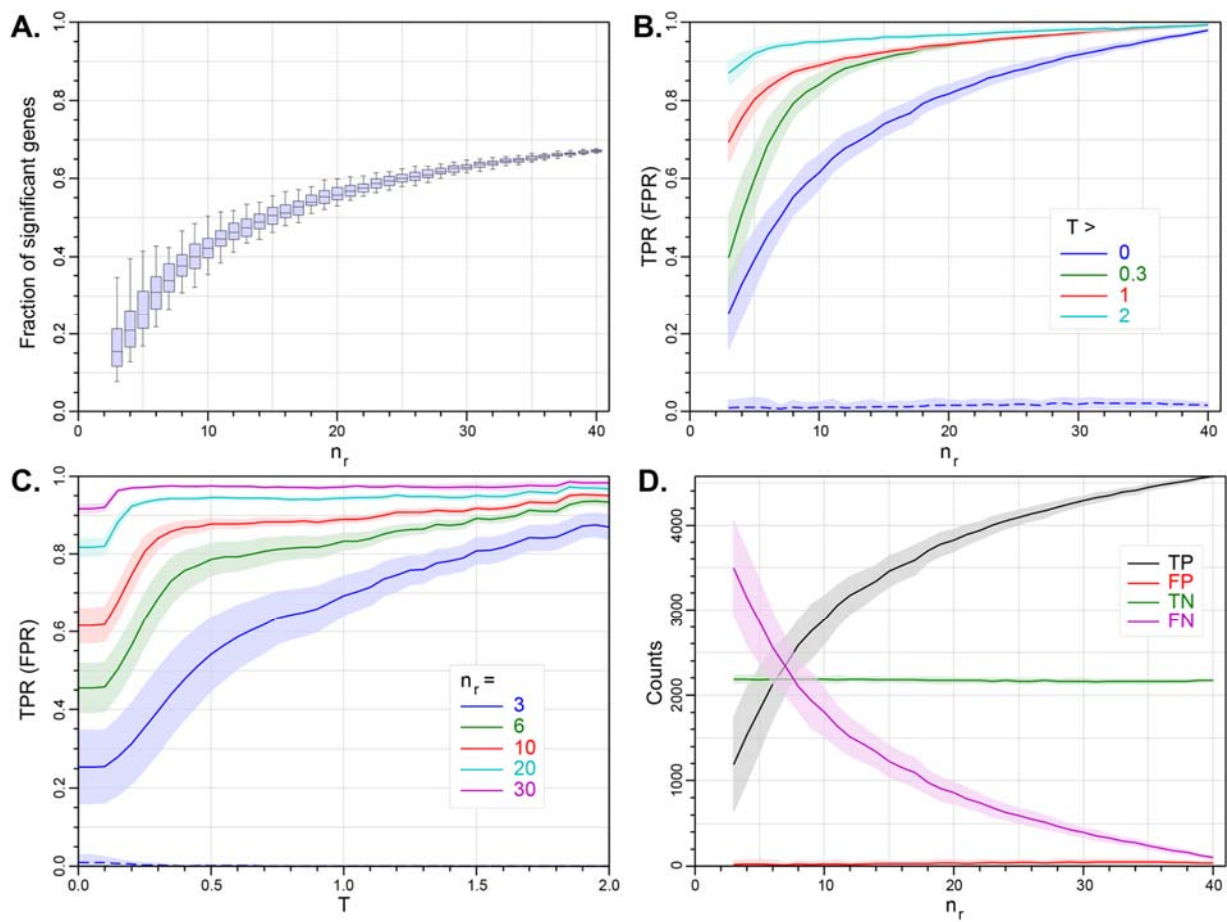 A.
Fraction of significant genes
0.0 0.2 0.4 0.6 0.8 1.0
0 10 20 30 40
n_r
B.
TPR (FPR)
0.0 0.2 0.4 0.6 0.8 1.0
0 10 20 30 40
n_r
T >
0
0.3
1
2
C.
TPR (FPR)
0.0 0.2 0.4 0.6 0.8 1.0
0.0 0.5 1.0 1.5 2.0
T
n_r =
3
6
10
20
30
D.
Counts
0 1000 2000 3000 4000
0 10 20 30 40
n_r
TP
FP
TN
FN